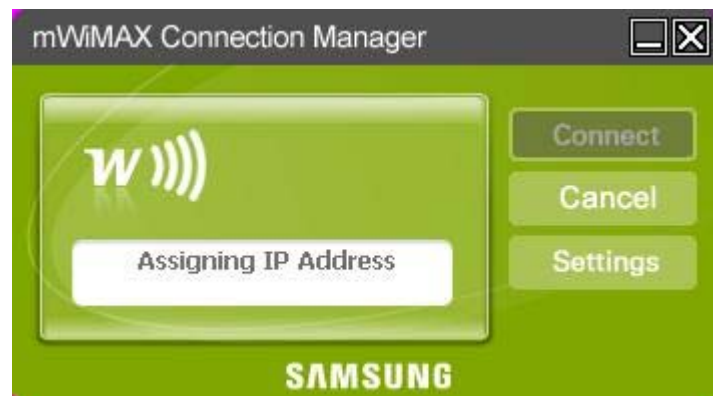 mWiMAX Connection Manager
w
Connect
Cancel
Assigning IP Address
Settings
SAMSUNG